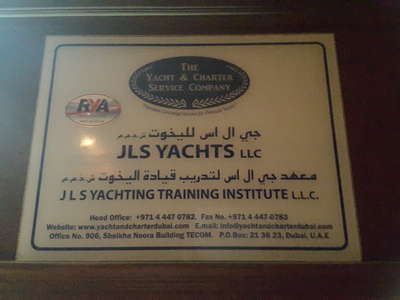 THE
YACHT & CHARTER
SERVICE COMPANY
RYA
جي ال اس لليخوت ش.ذ.م.م
JLS YACHTS LLC
معهد جي ال اس لتدريب قيادة اليخوت ش.ذ.م.م
J L S YACHTING TRAINING INSTITUTE L.L.C.
Head Office: +971 4 447 0782, Fax No. +971 4 447 0783
Website: www.yachtandcharterdubai.com E.mail: info@yachtandcharterdubai.com
Office No. 906, Sheikha Noora Building TECOM. P.O.Box: 21 36 23, Dubai, U.A.E